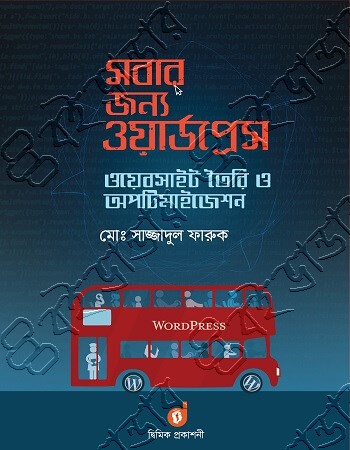 সবার
জন্য
ওয়ার্ডপ্রেস
ওয়েবসাইট তৈরি ও
অপটিমাইজেশন
মোঃ সাজ্জাদুল ফারুক
WORDPRESS
দ্বিমিক প্রকাশনী